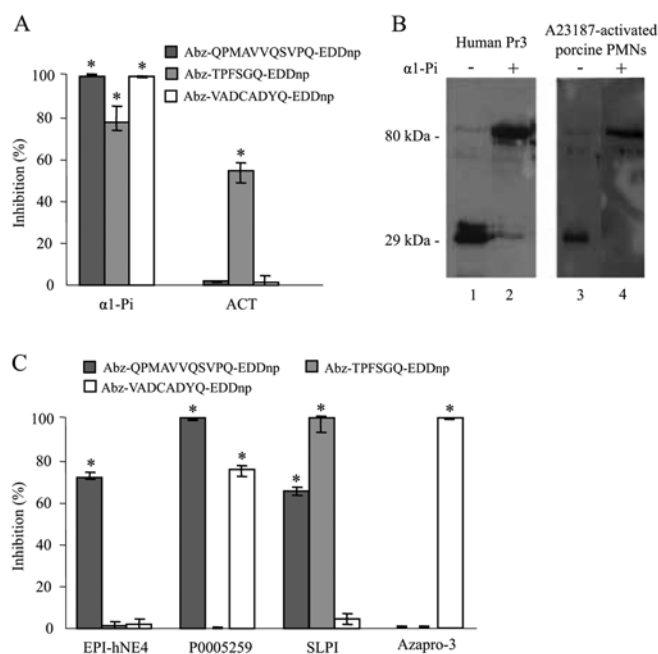 A
Abz-QPMAVVQSVPQ-EDDnp
Abz-TPFSGQ-EDDnp
Abz-VADCADYQ-EDDnp
Inhibition (%)
100
80
60
40
20
0
* * *
*
α1-Pi ACT
B
Human Pr3
A23187-activated
porcine PMNs
α1-Pi - + - +
80 kDa -
29 kDa -
1 2 3 4
C
Abz-QPMAVVQSVPQ-EDDnp Abz-TPFSGQ-EDDnp
Abz-VADCADYQ-EDDnp
Inhibition (%)
100
80
60
40
20
0
* * * * * *
EPI-hNE4 P0005259 SLPI Azapro-3